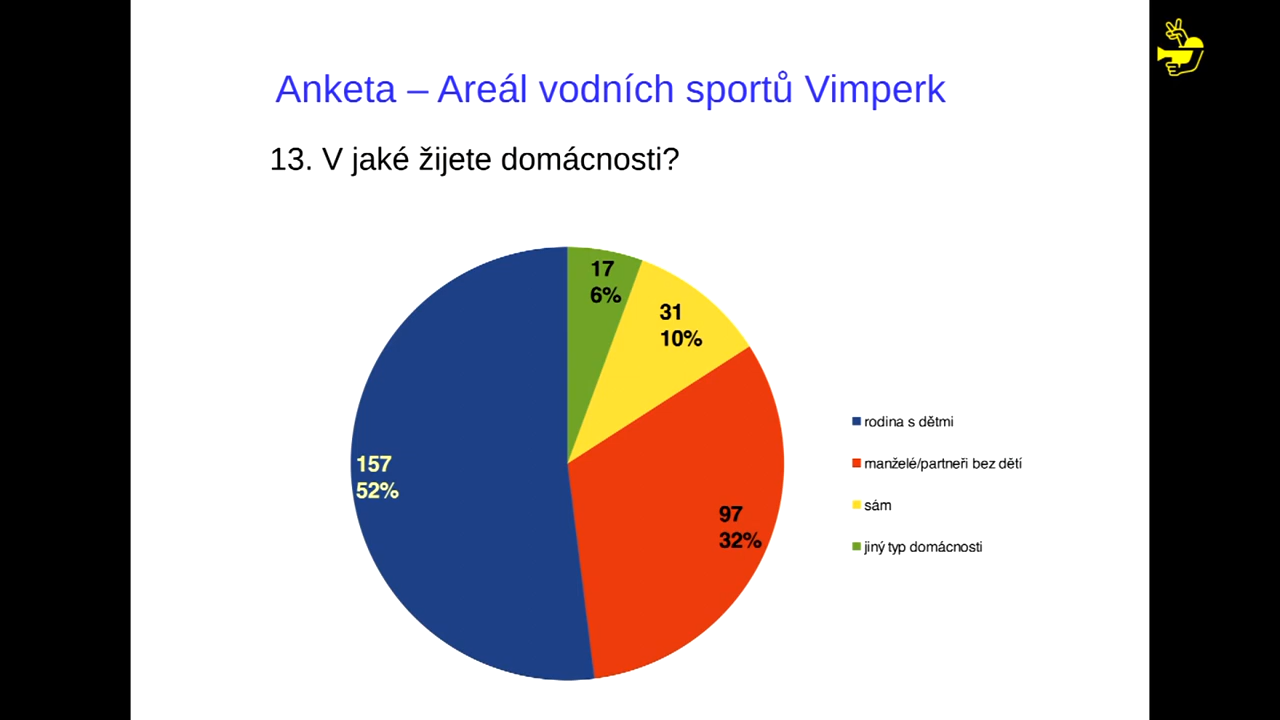 Anketa – Areál vodních sportů Vimperk
13. V jaké žijete domácnosti?
17
6%
31
10%
157
52%
97
32%
rodina s dětmi
manželé/partneři bez dětí
sám
jiný typ domácnosti